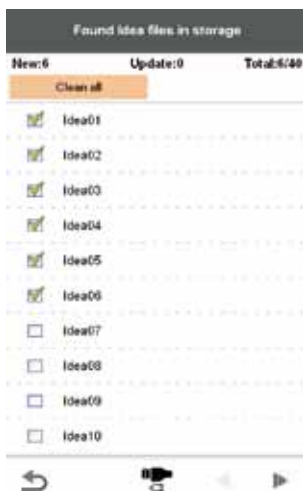 Found Idea files in storage
New:6 Update:0 Total:6/40
Clean all
Idea01
Idea02
Idea03
Idea04
Idea05
Idea06
Idea07
Idea08
Idea09
Idea10